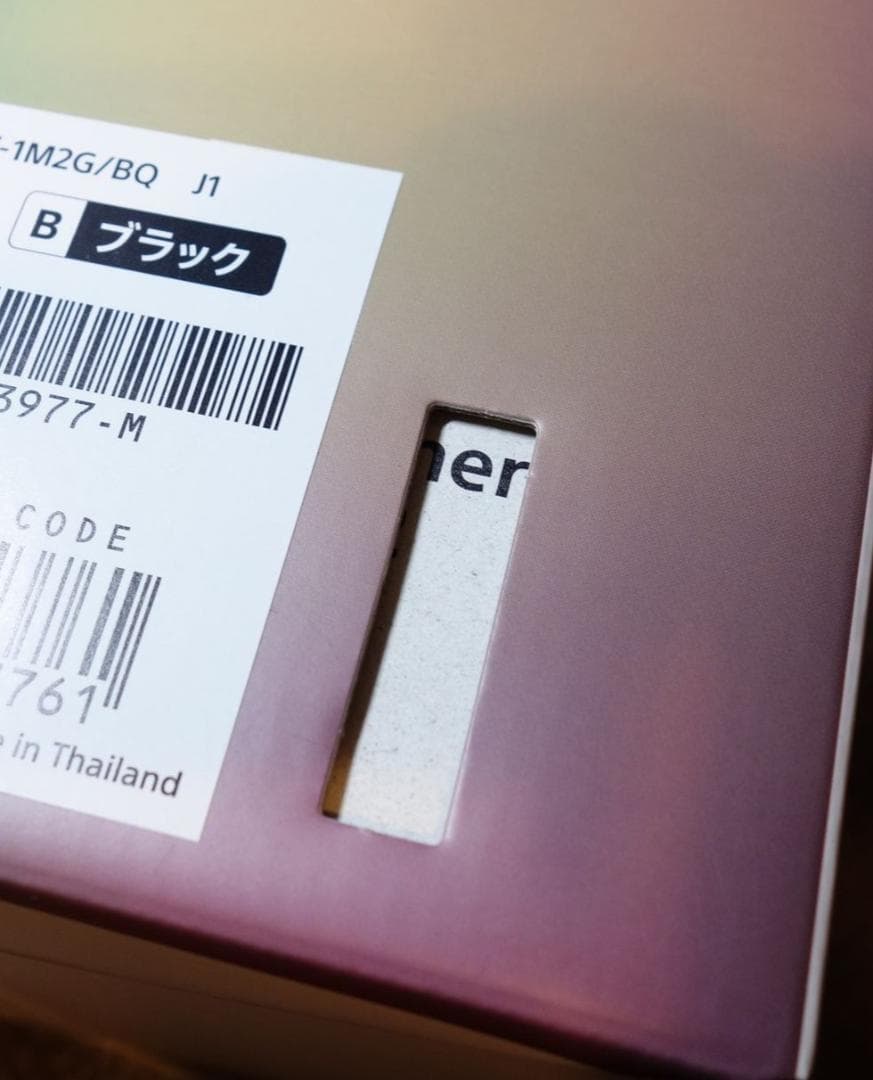 -1M2G/BQ J1
B ブラック
3977-M
CODE
761
in Thailand
ner